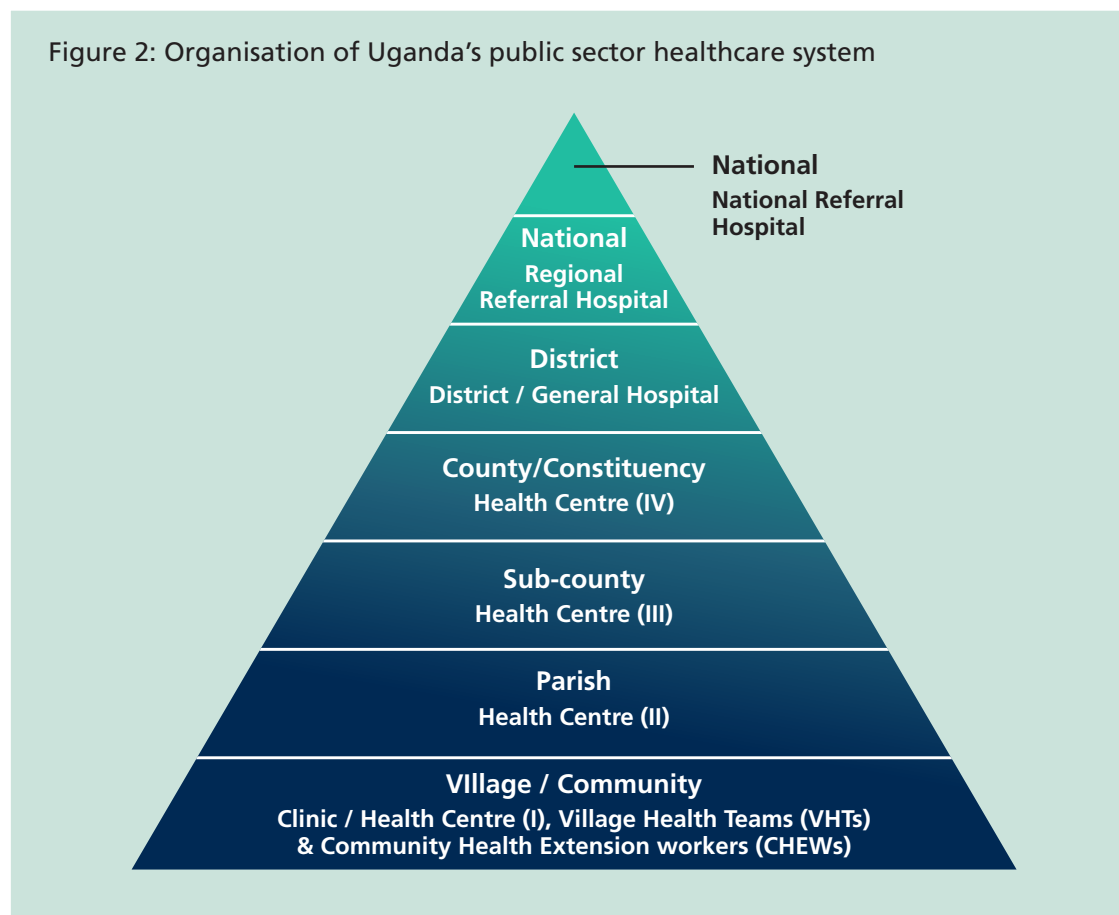 Figure 2: Organisation of Uganda’s public sector healthcare system
National
National Referral
Hospital
National
Regional
Referral Hospital
District
District / General Hospital
County/Constituency
Health Centre (IV)
Sub-county
Health Centre (III)
Parish
Health Centre (II)
VIllage / Community
Clinic / Health Centre (I), Village Health Teams (VHTs)
& Community Health Extension workers (CHEWs)